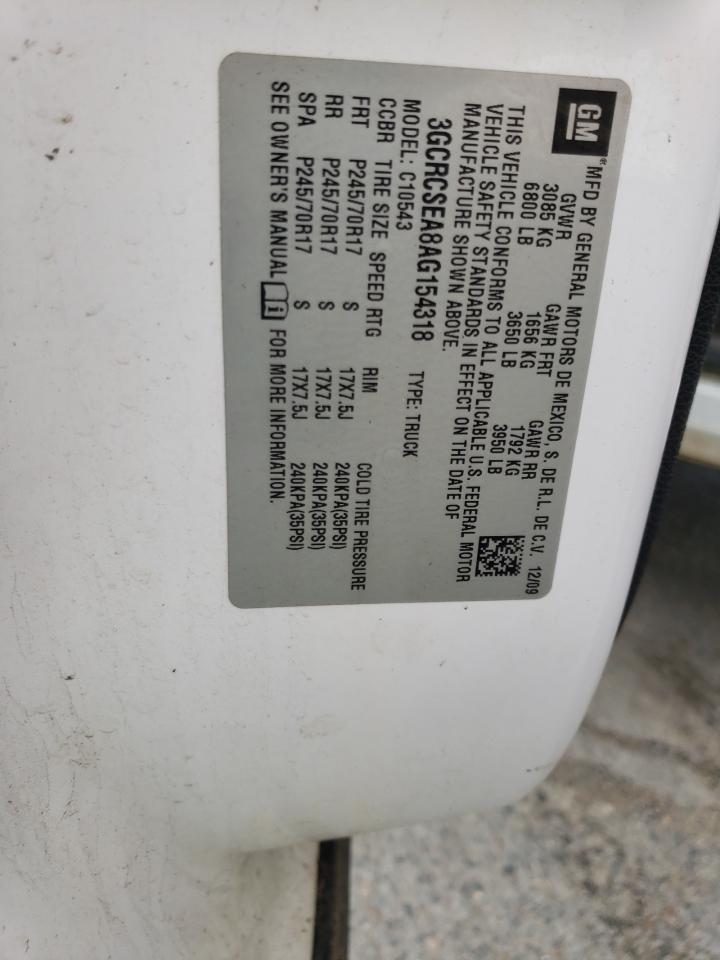 GM
® MFD BY GENERAL MOTORS DE MEXICO, S. DE R.L. DE C.V. 12/09
GVWR GAWR FRT GAWR RR
3085 KG 1656 KG 1792 KG
6800 LB 3650 LB 3950 LB
THIS VEHICLE CONFORMS TO ALL APPLICABLE U.S. FEDERAL MOTOR
VEHICLE SAFETY STANDARDS IN EFFECT ON THE DATE OF
MANUFACTURE SHOWN ABOVE.
3GCRCSEA8AG154318 TYPE: TRUCK
MODEL: C10543
CCBR TIRE SIZE SPEED RTG RIM COLD TIRE PRESSURE
FRT P245/70R17 S 17X7.5J 240KPA(35PSI)
RR P245/70R17 S 17X7.5J 240KPA(35PSI)
SPA P245/70R17 S 17X7.5J 240KPA(35PSI)
SEE OWNER'S MANUAL i FOR MORE INFORMATION.